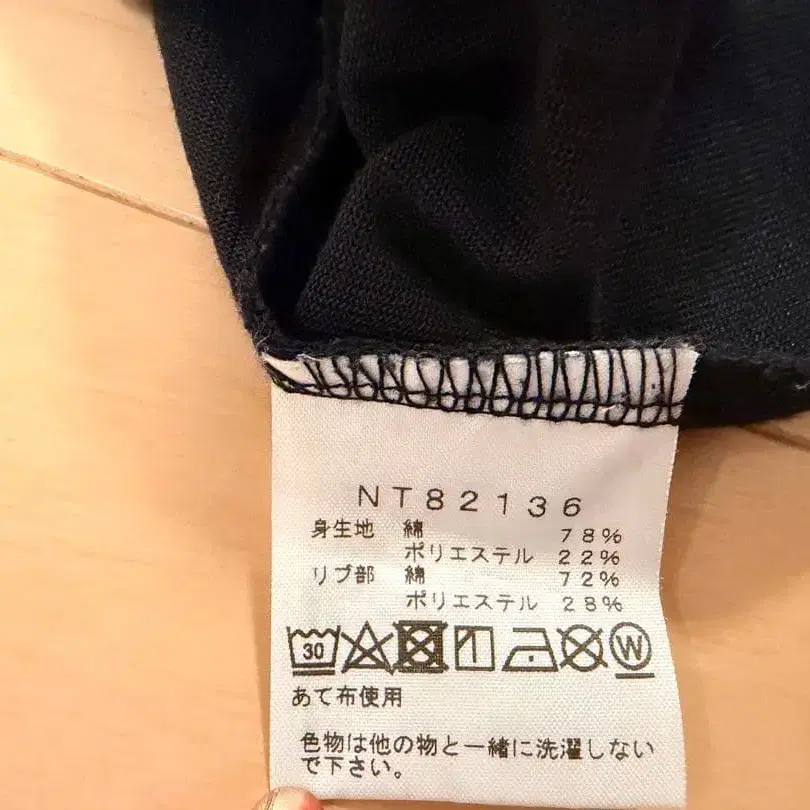 NT82136
身生地 綿 78%
ポリエステル 22%
リブ部 綿 72%
ポリエステル 28%
30 W
あて布使用
色物は他の物と一緒に洗濯しない
で下さい。